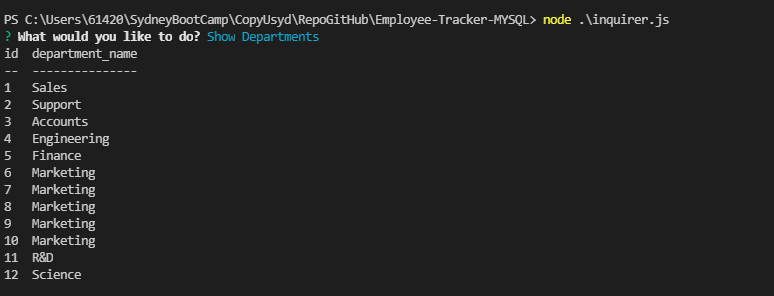 PS C:\Users\61420\SydneyBootCamp\CopyUsyd\RepoGitHub\Employee-Tracker-MYSQL> node .\inquirer.js
? What would you like to do? Show Departments
id  department_name
--  ---------------
1   Sales
2   Support
3   Accounts
4   Engineering
5   Finance
6   Marketing
7   Marketing
8   Marketing
9   Marketing
10  Marketing
11  R&D
12  Science